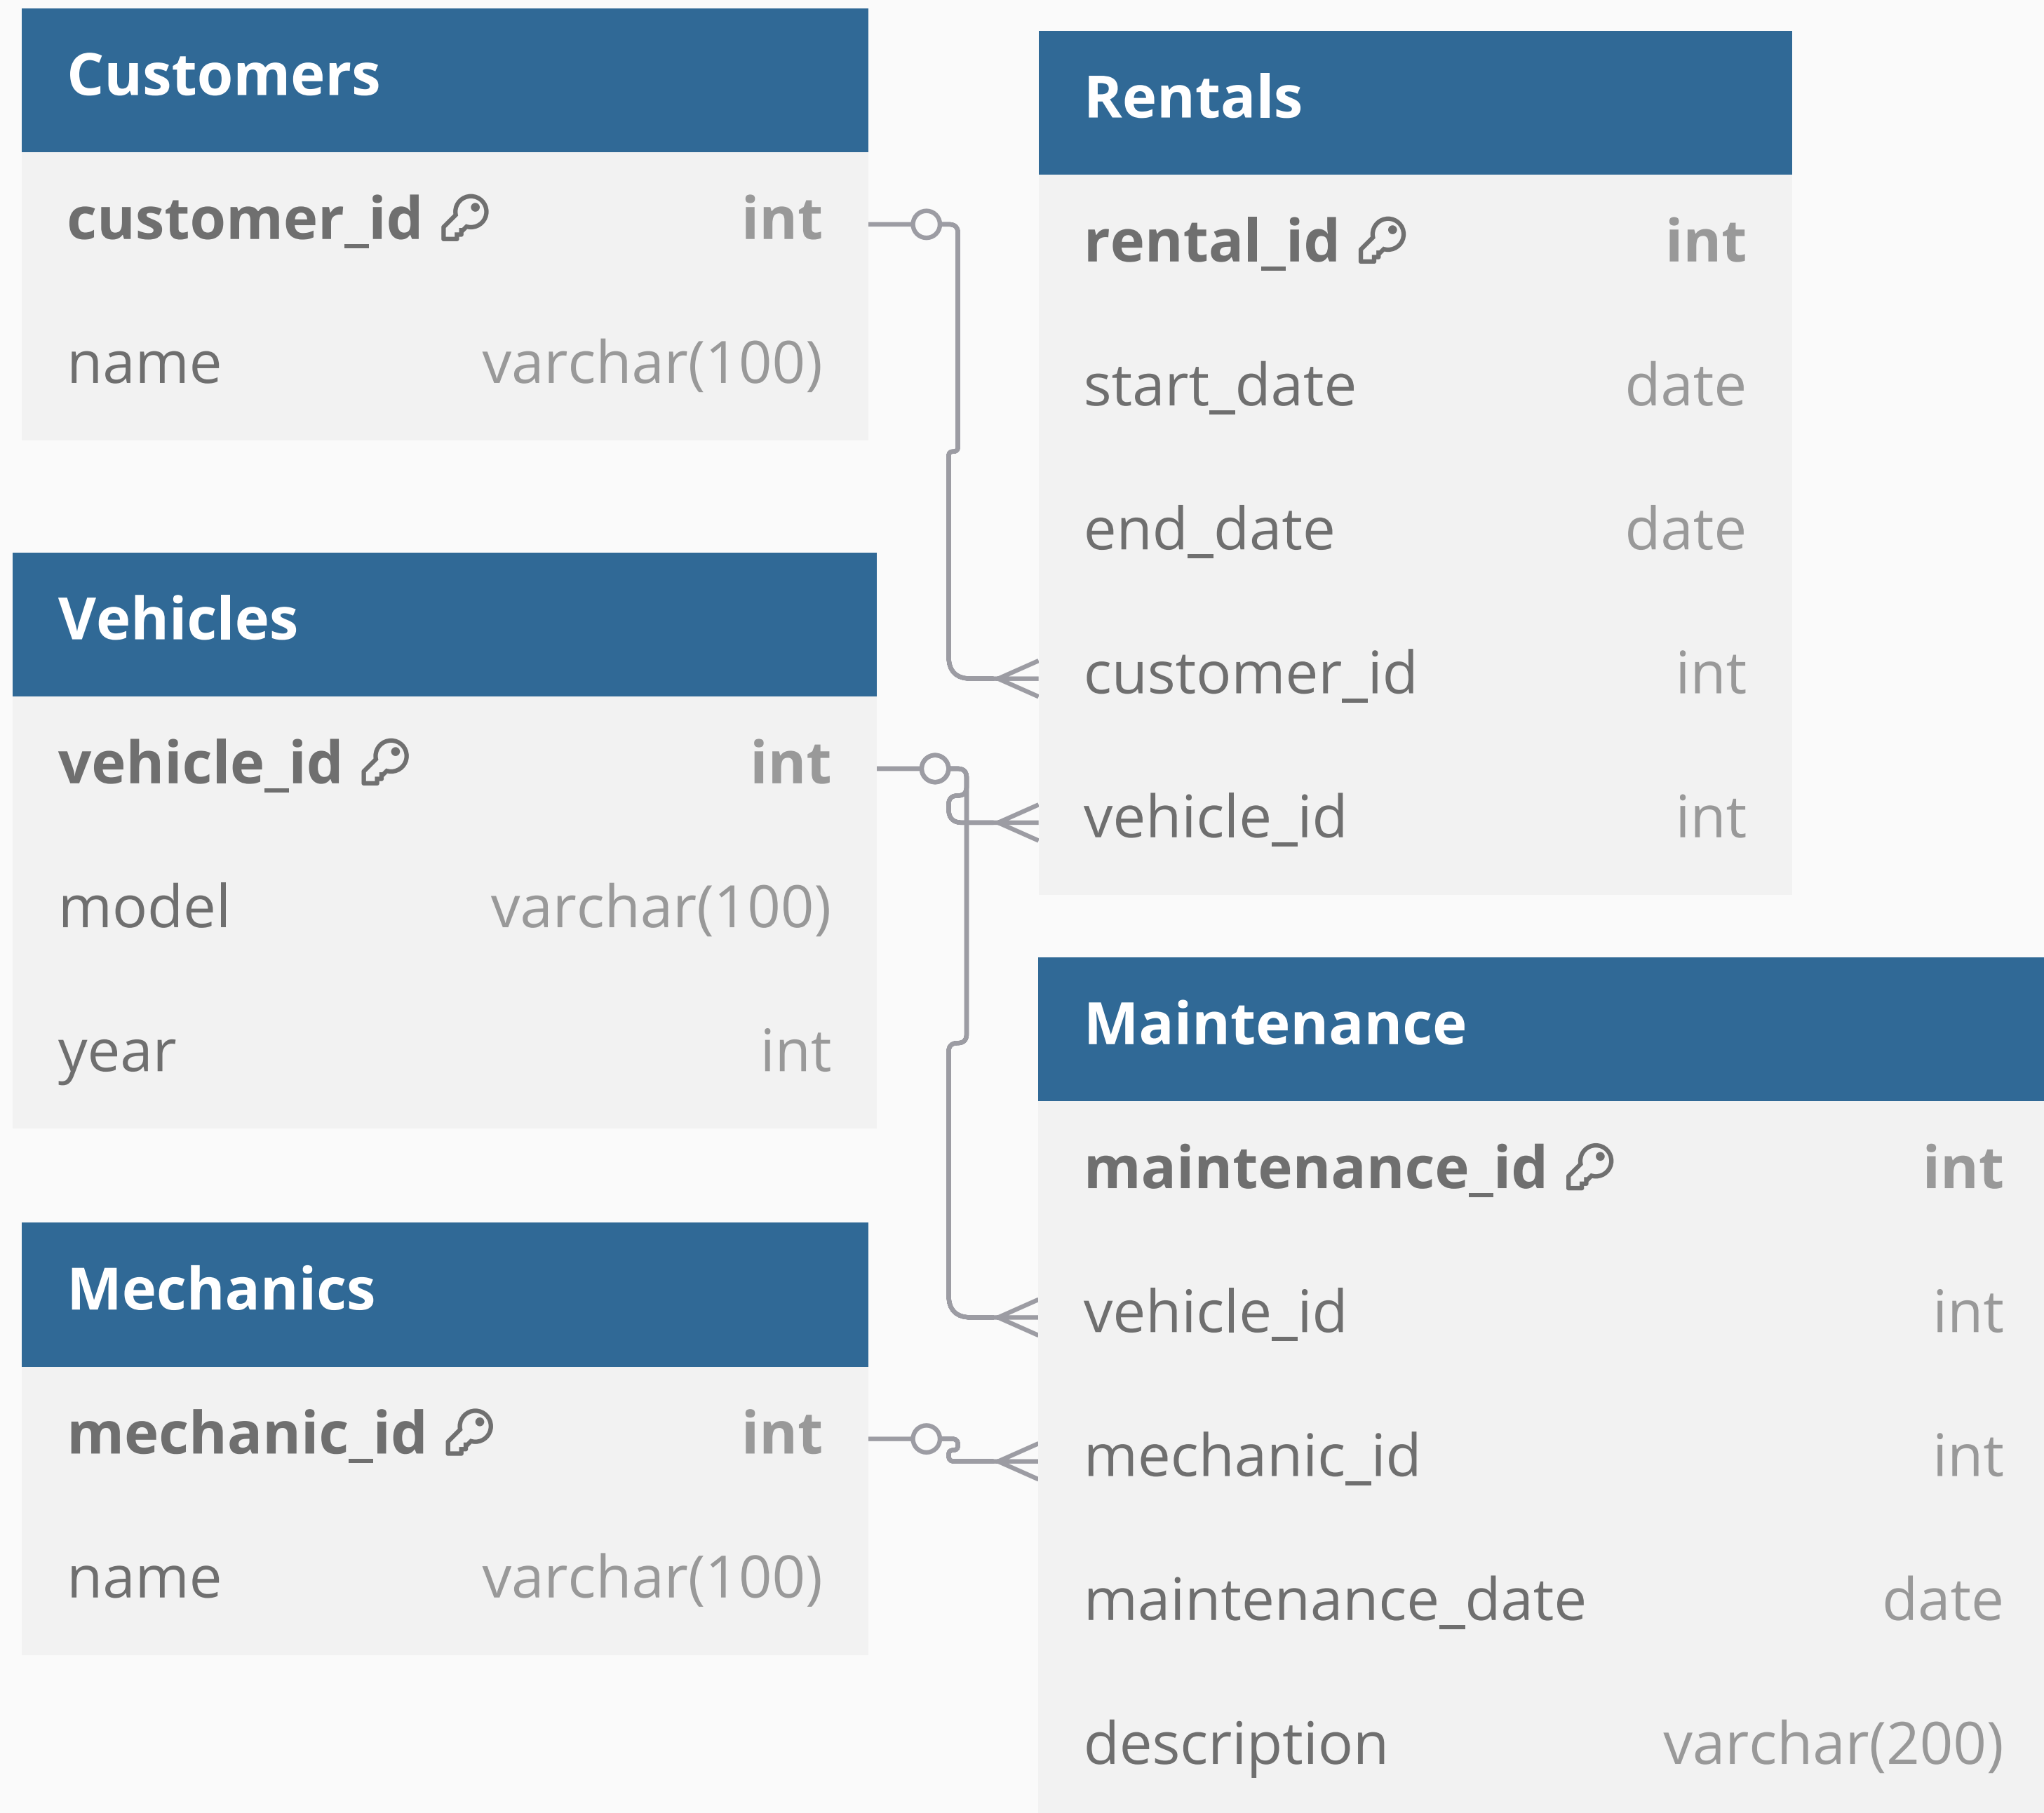 Customers
customer_id int
name varchar(100)
Vehicles
vehicle_id int
model varchar(100)
year int
Mechanics
mechanic_id int
name varchar(100)
Rentals
rental_id int
start_date date
end_date date
customer_id int
vehicle_id int
Maintenance
maintenance_id int
vehicle_id int
mechanic_id int
maintenance_date date
description varchar(200)